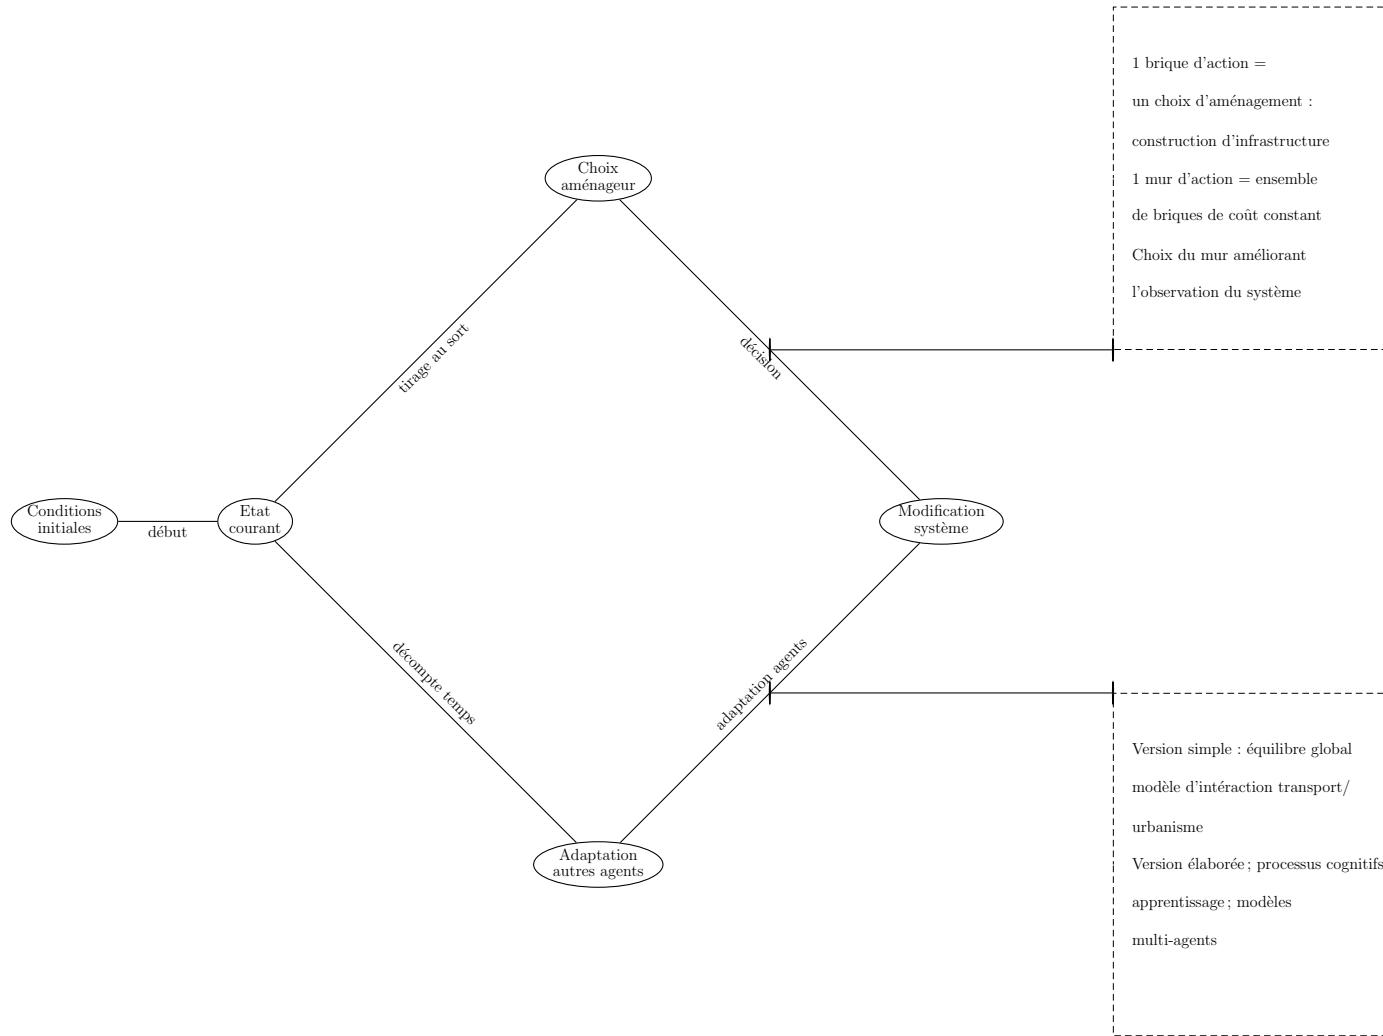 1 brique d'action =
un choix d'aménagement :
construction d'infrastructure
1 mur d'action = ensemble
de briques de coût constant
Choix du mur améliorant
l'observation du système
Choix
aménageur
tirage au sort
décision
Conditions
initiales
début
Etat
courant
Modification
système
décompte temps
adaptation agents
Adaptation
autres agents
Version simple : équilibre global
modèle d'intéraction transport/
urbanisme
Version élaborée ; processus cognitifs
apprentissage ; modèles
multi-agents